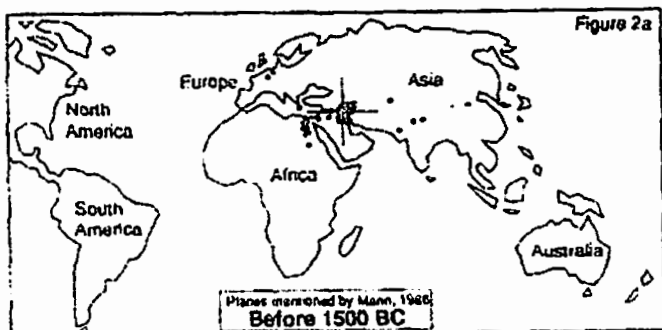 Figure 2a
Europe
Asia
North
America
Africa
South
America
Australia
Places mentioned by Mann, 1986
Before 1500 BC